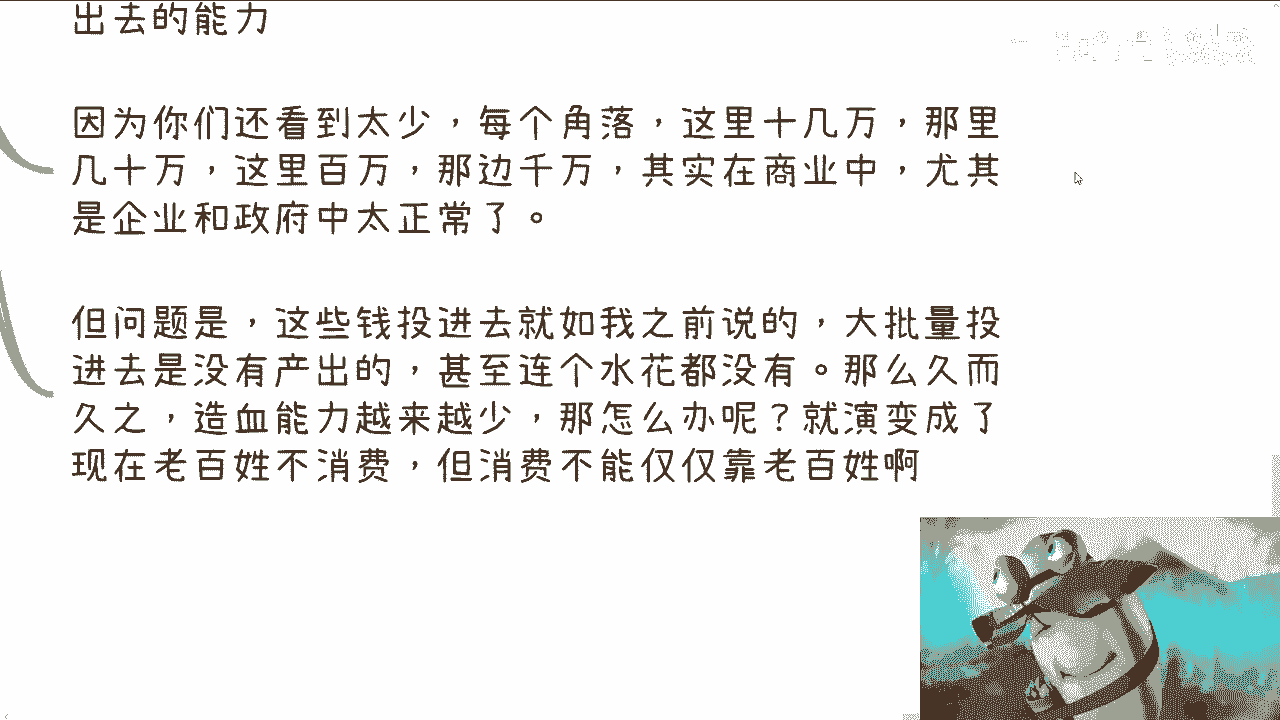 出去的能力
因为你们还看到太少，每个角落，这里十几万，那里
几十万，这里百万，那边千万，其实在商业中，尤其
是企业和政府中太正常了。
但问题是，这些钱投进去就如我之前说的，大批量投
进去是没有产出的，甚至连个水花都没有。那么久而
久之，造血能力越来越少，那怎么办呢？就演变成了
现在老百姓不消费，但消费不能仅仅靠老百姓啊